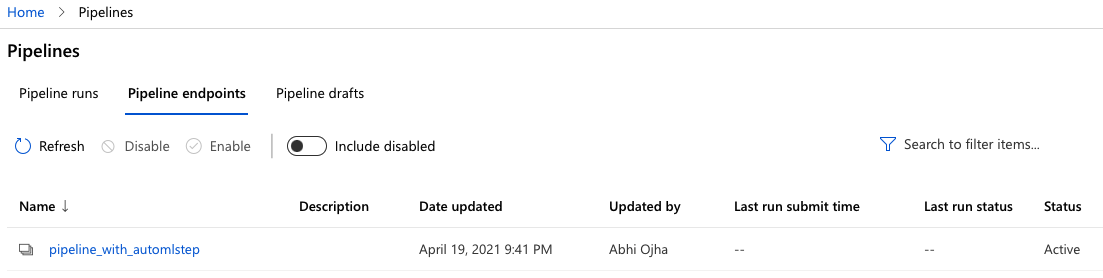 Home > Pipelines
Pipelines
Pipeline runs Pipeline endpoints Pipeline drafts
Refresh Disable Enable Include disabled Search to filter items...
Name ↓ Description Date updated Updated by Last run submit time Last run status Status
pipeline_with_automlstep April 19, 2021 9:41 PM Abhi Ojha -- -- Active